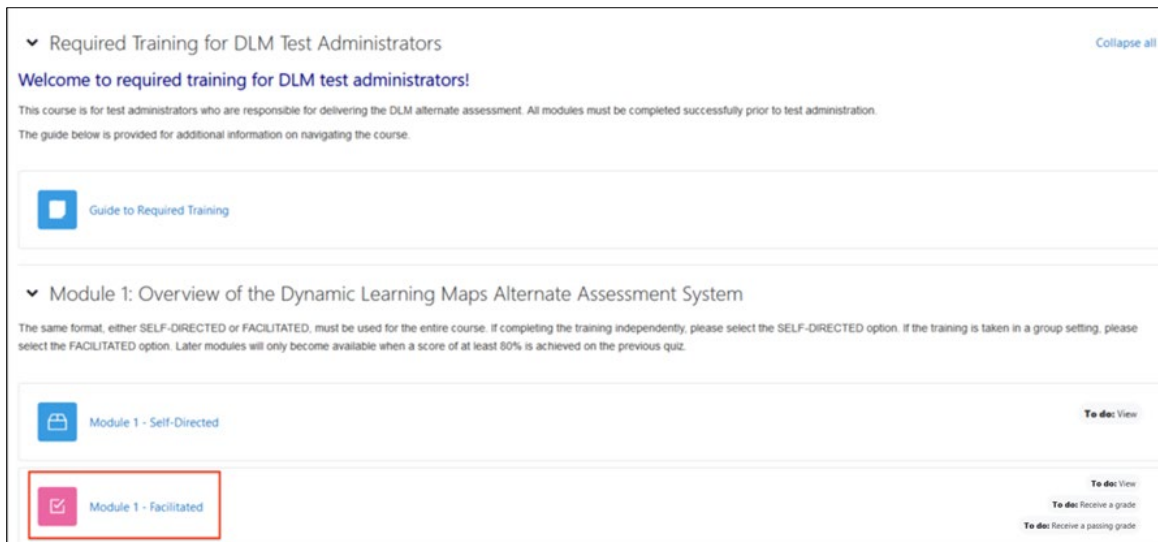 Required Training for DLM Test Administrators
Collapse all
Welcome to required training for DLM test administrators!
This course is for test administrators who are responsible for delivering the DLM alternate assessment. All modules must be completed successfully prior to test administration.
The guide below is provided for additional information on navigating the course.
Guide to Required Training
Module 1: Overview of the Dynamic Learning Maps Alternate Assessment System
The same format, either SELF-DIRECTED or FACILITATED, must be used for the entire course. If completing the training independently, please select the SELF-DIRECTED option. If the training is taken in a group setting, please
select the FACILITATED option. Later modules will only become available when a score of at least 80% is achieved on the previous quiz.
Module 1 - Self-Directed
To do: View
To do: View
Module 1 - Facilitated
To do: Receive a grade
To do: Receive a passing grade